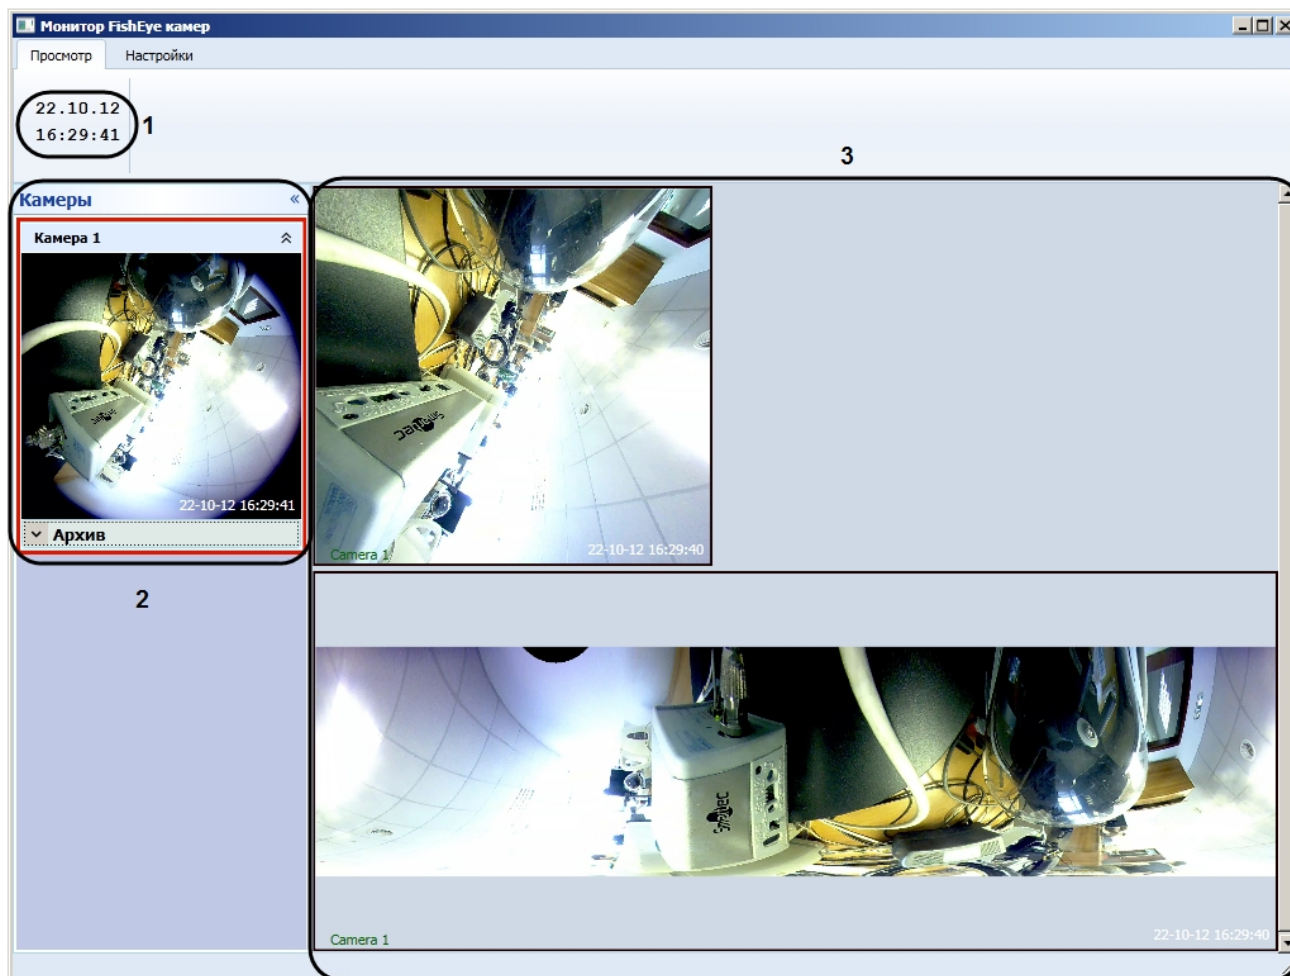 Монитор FishEye камер
Просмотр Настройки
22.10.12
16:29:41
1
3
Камеры «
Камера 1
22-10-12 16:29:41
Архив
2
Smartec
Camera 1 22-10-12 16:29:40
Smartec
Camera 1 22-10-12 16:29:40